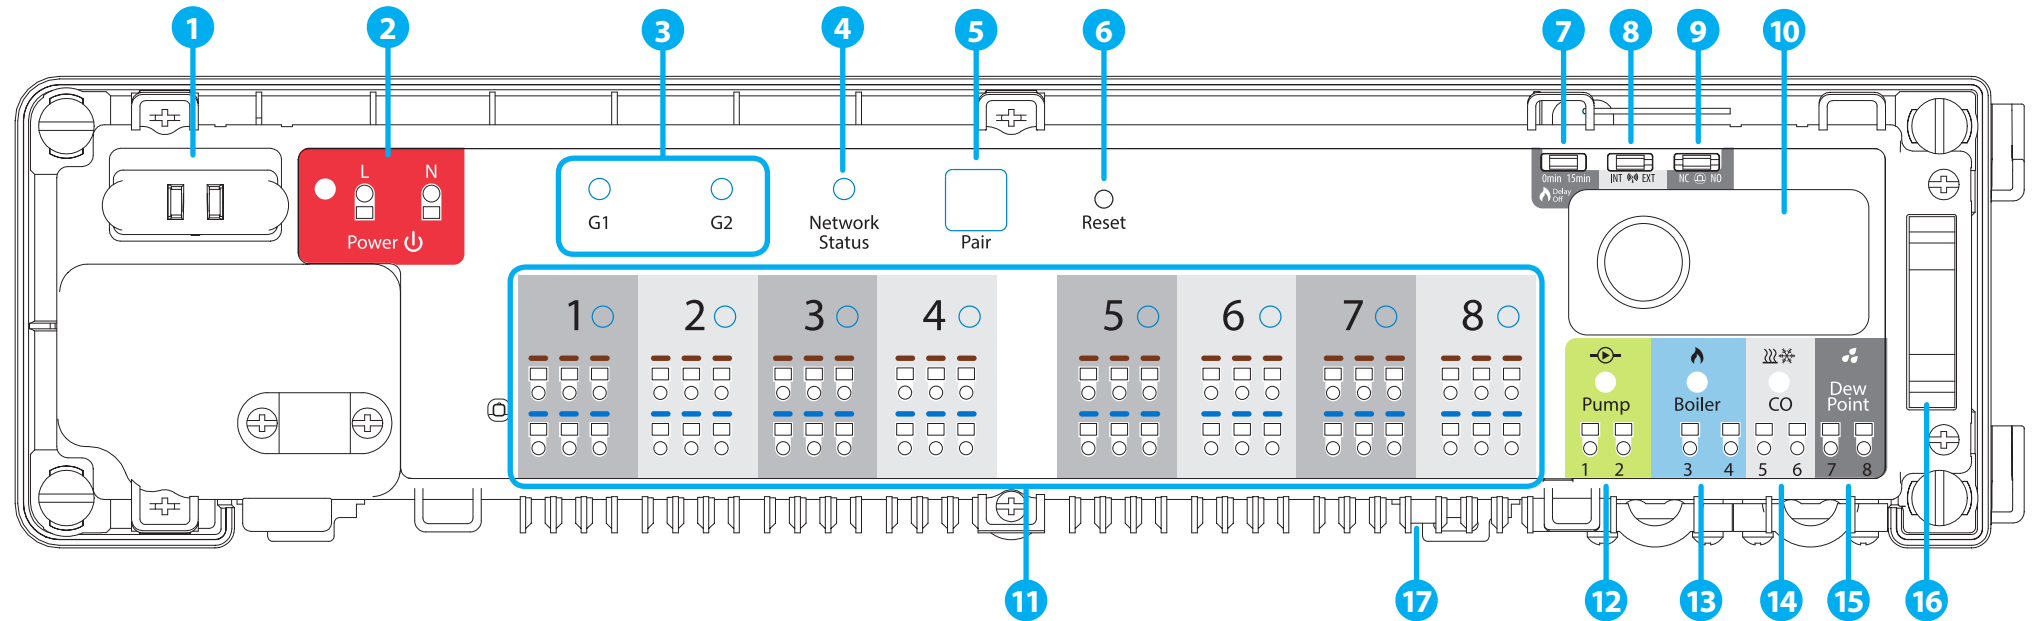 1 2 3 4 5 6 7 8 9 10
L N
Power
G1 G2
Network
Status
Pair
Reset
0min 15min
Delay
Off
INT EXT
NC NO
1 2 3 4 5 6 7 8
Pump
Boiler
CO
Dew
Point
1 2 3 4 5 6 7 8
11 17 12 13 14 15 16